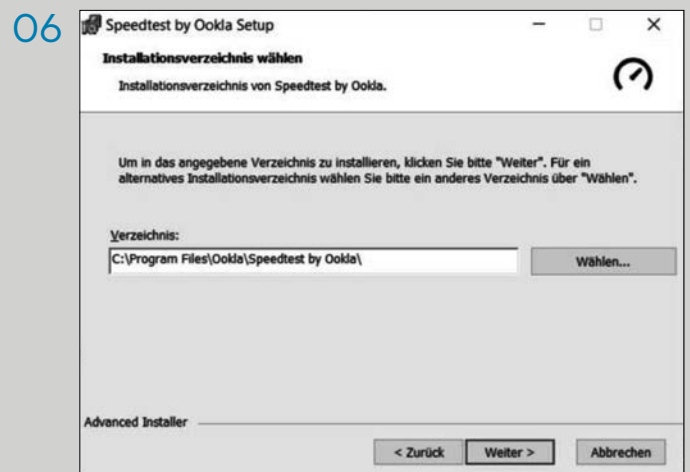 06
Speedtest by Ookla Setup
Installationsverzeichnis wählen
Installationsverzeichnis von Speedtest by Ookla.
Um in das angegebene Verzeichnis zu installieren, klicken Sie bitte "Weiter". Für ein
alternatives Installationsverzeichnis wählen Sie bitte ein anderes Verzeichnis über "Wählen".
Verzeichnis:
C:\Program Files\Ookla\Speedtest by Ookla\
Wählen...
Advanced Installer
< Zurück
Weiter >
Abbrechen